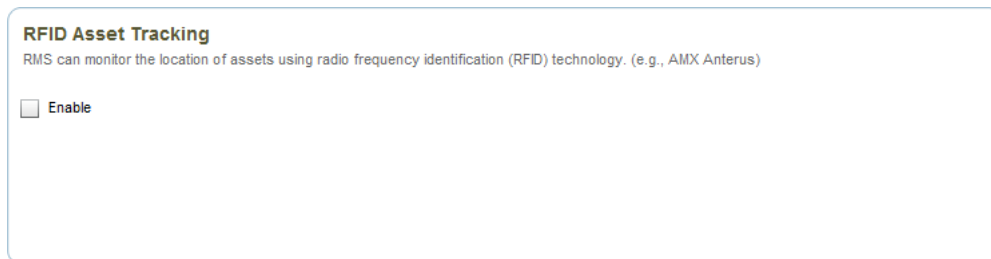 RFID Asset Tracking
RMS can monitor the location of assets using radio frequency identification (RFID) technology. (e.g., AMX Anterus)
Enable